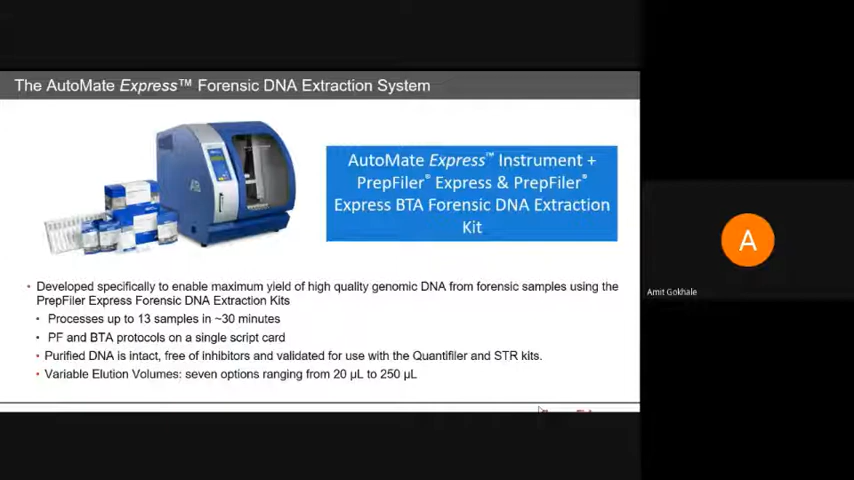 The AutoMate Express™ Forensic DNA Extraction System
AutoMate Express™ Instrument +
PrepFiler® Express & PrepFiler®
Express BTA Forensic DNA Extraction
Kit
• Developed specifically to enable maximum yield of high quality genomic DNA from forensic samples using the
PrepFiler Express Forensic DNA Extraction Kits
• Processes up to 13 samples in ~30 minutes
• PF and BTA protocols on a single script card
• Purified DNA is intact, free of inhibitors and validated for use with the Quantifiler and STR kits.
• Variable Elution Volumes: seven options ranging from 20 µL to 250 µL
A
Amit Gokhale